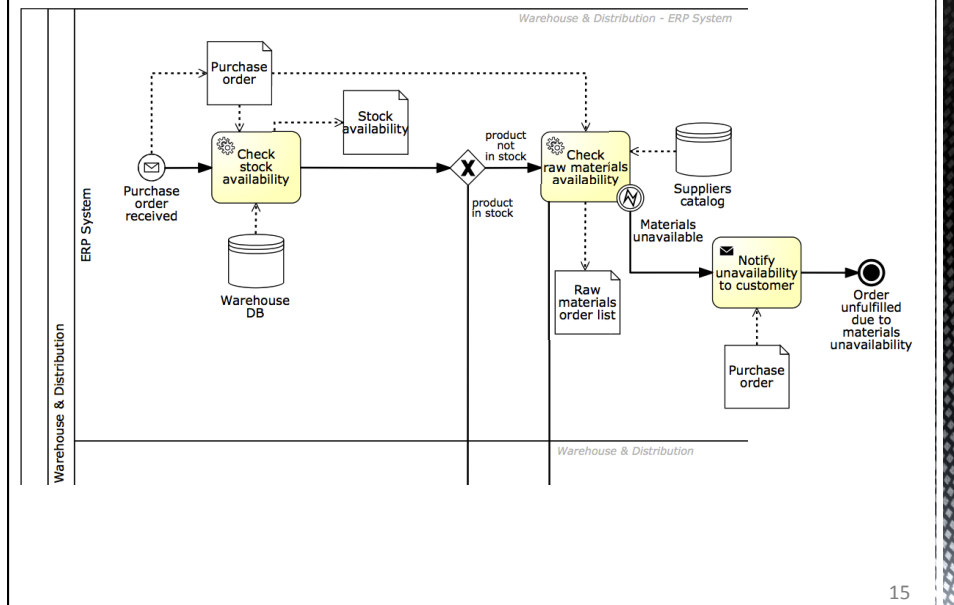 Warehouse & Distribution - ERP System
Purchase
order
Stock
availability
product
not
in stock
Check
stock
availability
Check
raw materials
availability
Purchase
order
received
product
in stock
Suppliers
catalog
Materials
unavailable
ERP System
Warehouse
DB
Raw
materials
order list
Notify
unavailability
to customer
Order
unfulfilled
due to
materials
unavailability
Purchase
order
Warehouse & Distribution
Warehouse & Distribution
15